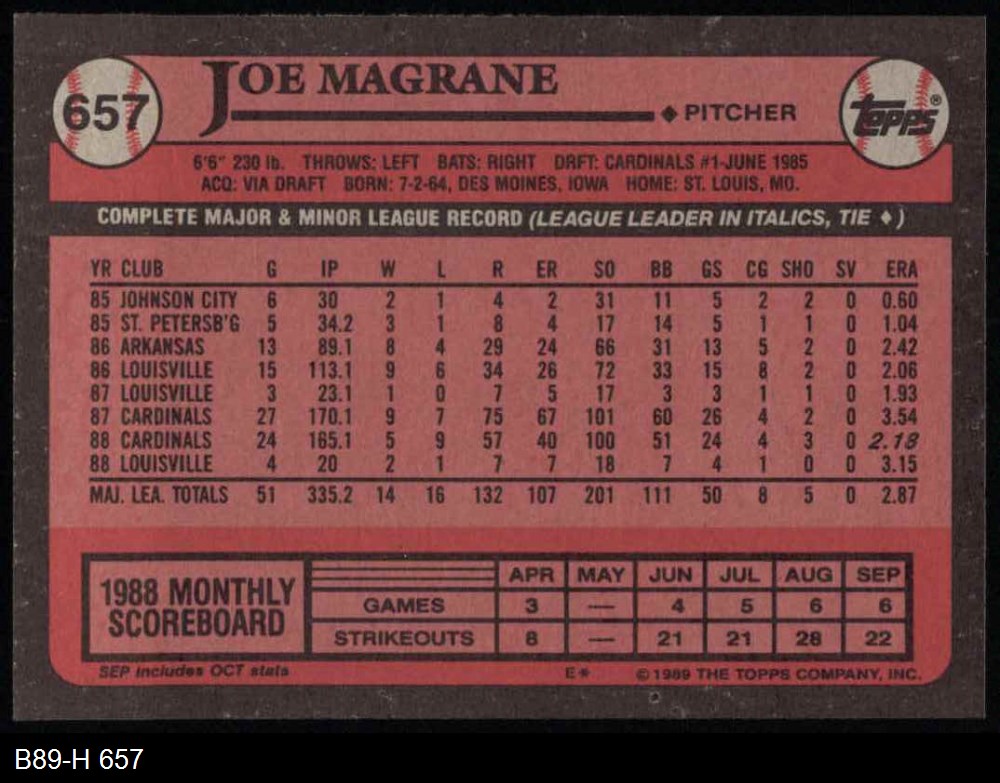 657
JOE MAGRANE
◆ PITCHER
topps®
6'6" 230 lb. THROWS: LEFT BATS: RIGHT DRFT: CARDINALS #1-JUNE 1985
ACQ: VIA DRAFT BORN: 7-2-64, DES MOINES, IOWA HOME: ST. LOUIS, MO.
COMPLETE MAJOR & MINOR LEAGUE RECORD (LEAGUE LEADER IN ITALICS, TIE ♦)
YR CLUB G IP W L R ER SO BB GS CG SHO SV ERA
85 JOHNSON CITY 6 30 2 1 4 2 31 11 5 2 2 0 0.60
85 ST. PETERSB'G 5 34.2 3 1 8 4 17 14 5 1 1 0 1.04
86 ARKANSAS 13 89.1 8 4 29 24 66 31 13 5 2 0 2.42
86 LOUISVILLE 15 113.1 9 6 34 26 72 33 15 8 2 0 2.06
87 LOUISVILLE 3 23.1 1 0 7 5 17 3 3 1 1 0 1.93
87 CARDINALS 27 170.1 9 7 75 67 101 60 26 4 2 0 3.54
88 CARDINALS 24 165.1 5 9 57 40 100 51 24 4 3 0 2.18
88 LOUISVILLE 4 20 2 1 7 7 18 7 4 1 0 0 3.15
MAJ. LEA. TOTALS 51 335.2 14 16 132 107 201 111 50 8 5 0 2.87
1988 MONTHLY
SCOREBOARD
APR MAY JUN JUL AUG SEP
GAMES 3 — 4 5 6 6
STRIKEOUTS 8 — 21 21 28 22
SEP includes OCT stats E* © 1989 THE TOPPS COMPANY, INC.
B89-H 657